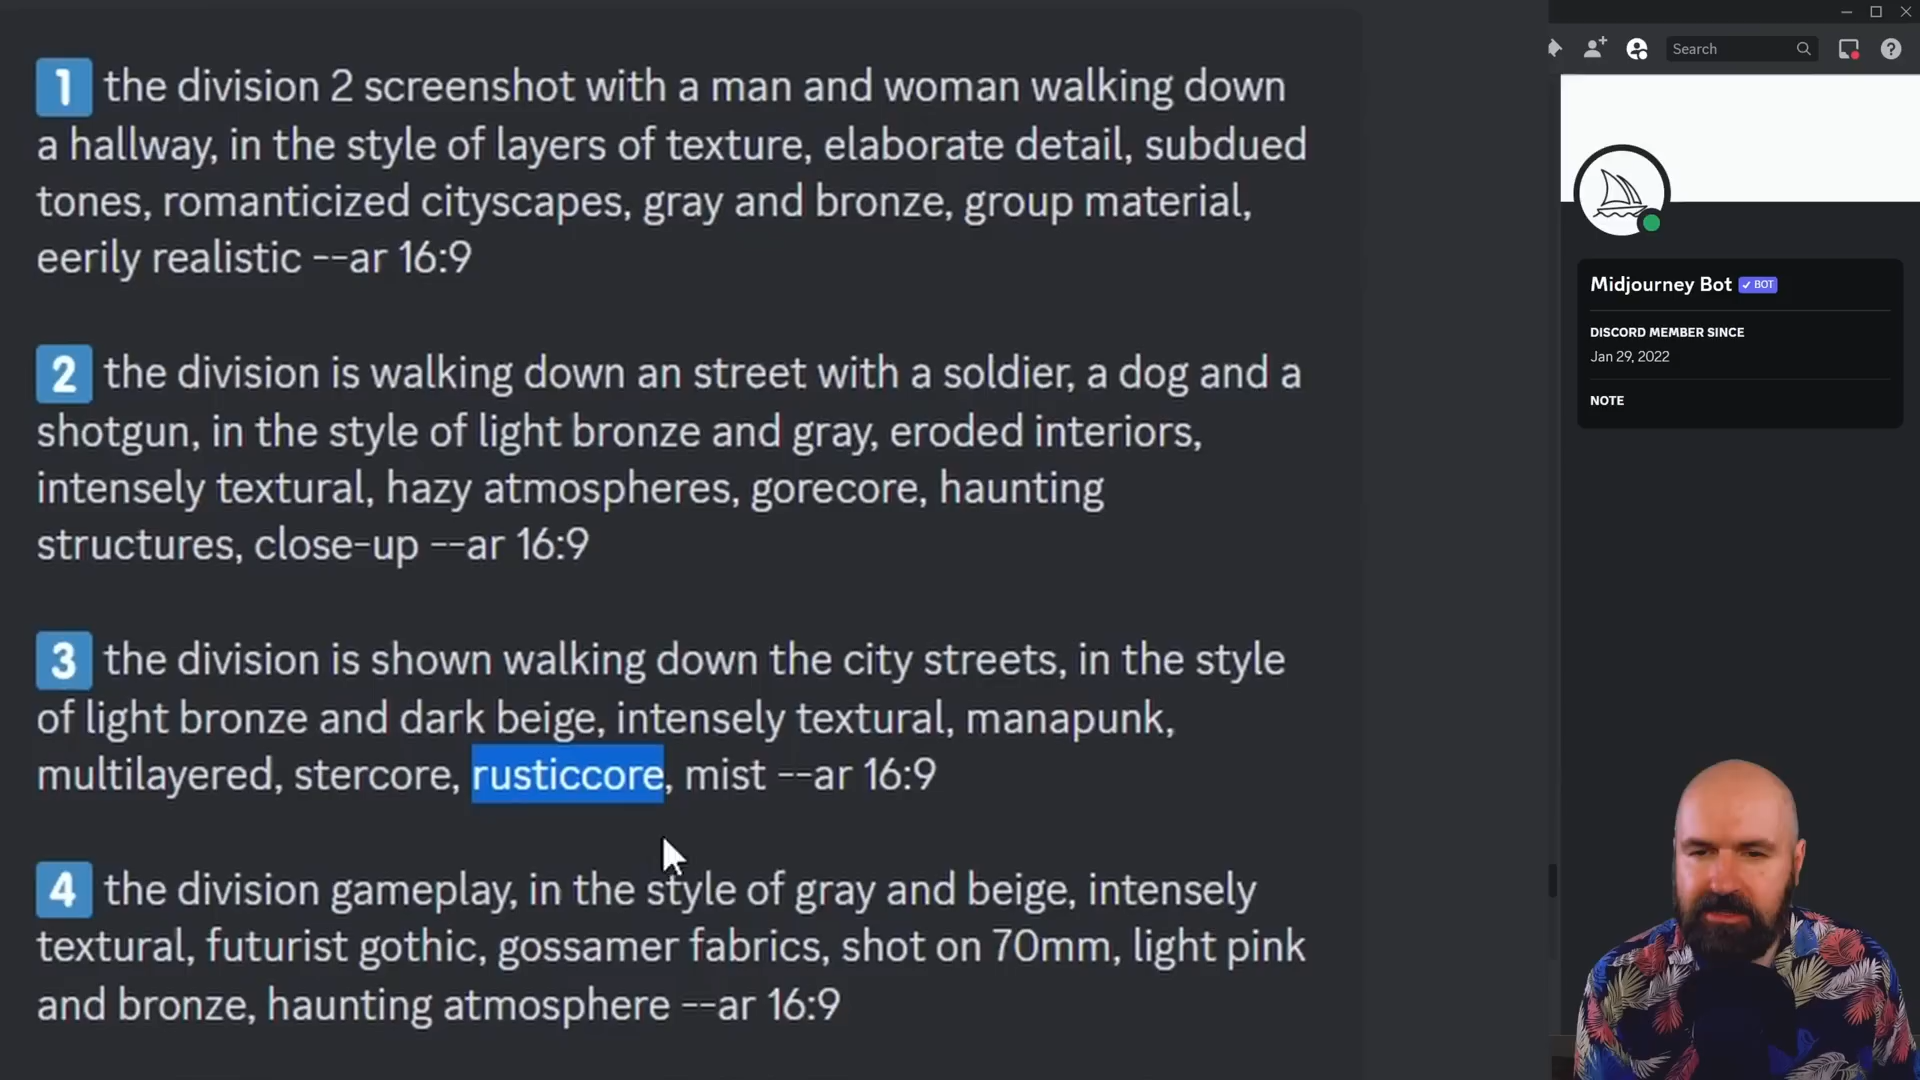 1 the division 2 screenshot with a man and woman walking down
a hallway, in the style of layers of texture, elaborate detail, subdued
tones, romanticized cityscapes, gray and bronze, group material,
eerily realistic --ar 16:9
2 the division is walking down an street with a soldier, a dog and a
shotgun, in the style of light bronze and gray, eroded interiors,
intensely textural, hazy atmospheres, gorecore, haunting
structures, close-up --ar 16:9
3 the division is shown walking down the city streets, in the style
of light bronze and dark beige, intensely textural, manapunk,
multilayered, stercore, rusticcore, mist --ar 16:9
4 the division gameplay, in the style of gray and beige, intensely
textural, futurist gothic, gossamer fabrics, shot on 70mm, light pink
and bronze, haunting atmosphere --ar 16:9
Search
Midjourney Bot BOT
DISCORD MEMBER SINCE
Jan 29, 2022
NOTE